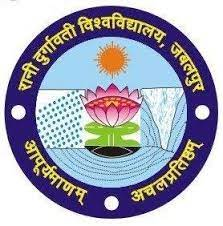 रानी दुर्गावती विश्वविद्यालय, जबलपुर
आपूर्यमाणम् अचलप्रतिष्ठम्